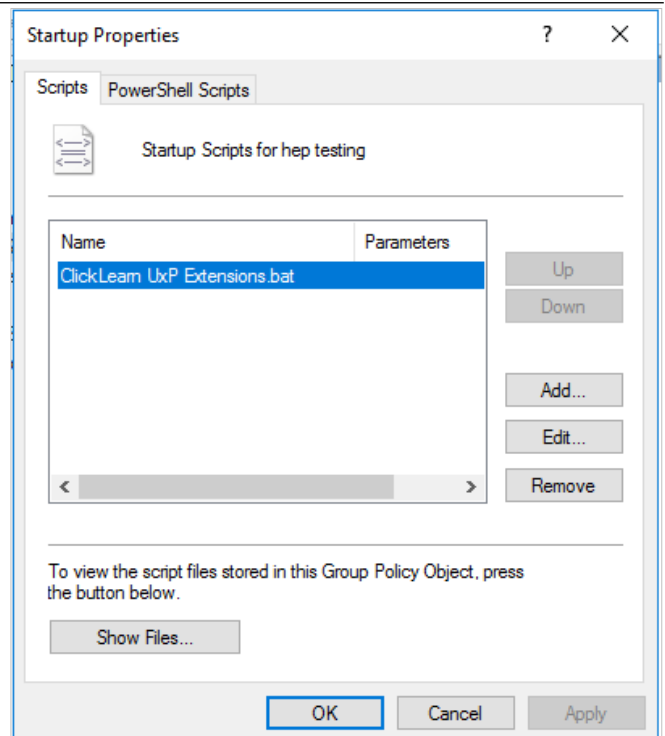 Startup Properties
?
Scripts
PowerShell Scripts
Startup Scripts for hep testing
Name
Parameters
ClickLearn UxP Extensions.bat
Up
Down
Add...
Edit...
Remove
To view the script files stored in this Group Policy Object, press
the button below.
Show Files...
OK
Cancel
Apply